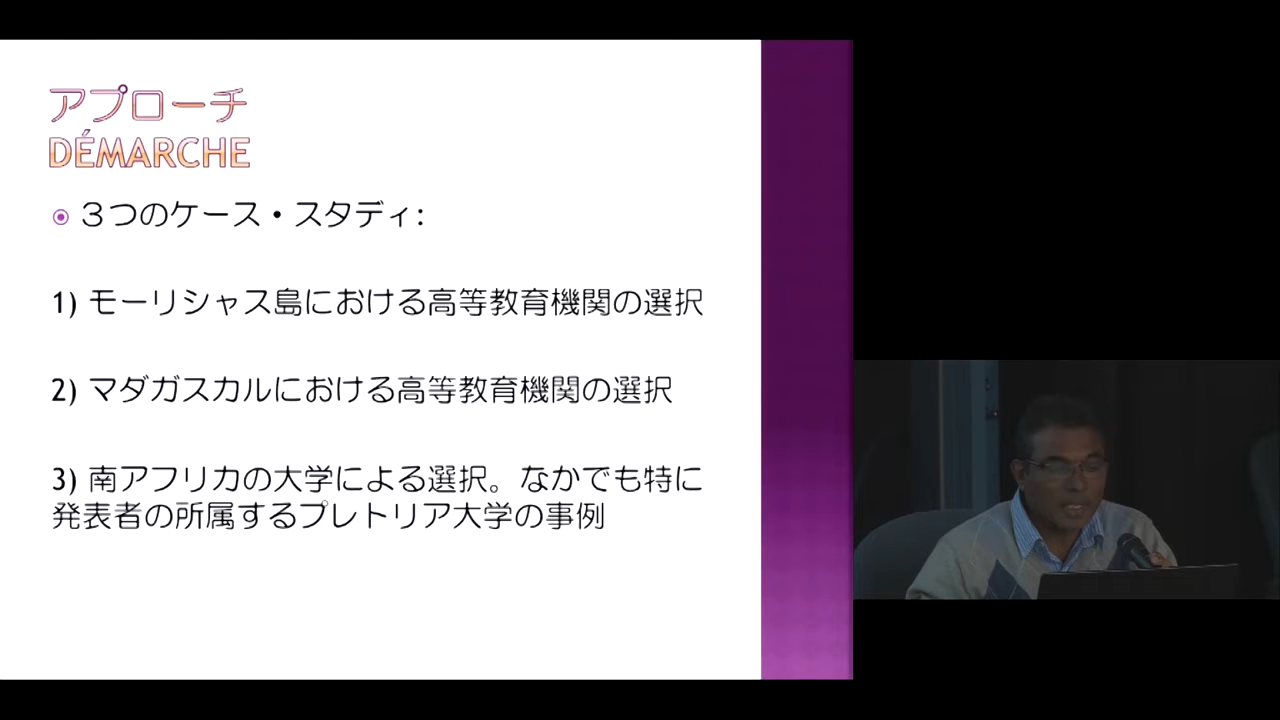 アプローチ
DÉMARCHE
３つのケース・スタディ:
1) モーリシャス島における高等教育機関の選択
2) マダガスカルにおける高等教育機関の選択
3) 南アフリカの大学による選択。なかでも特に
発表者の所属するプレトリア大学の事例